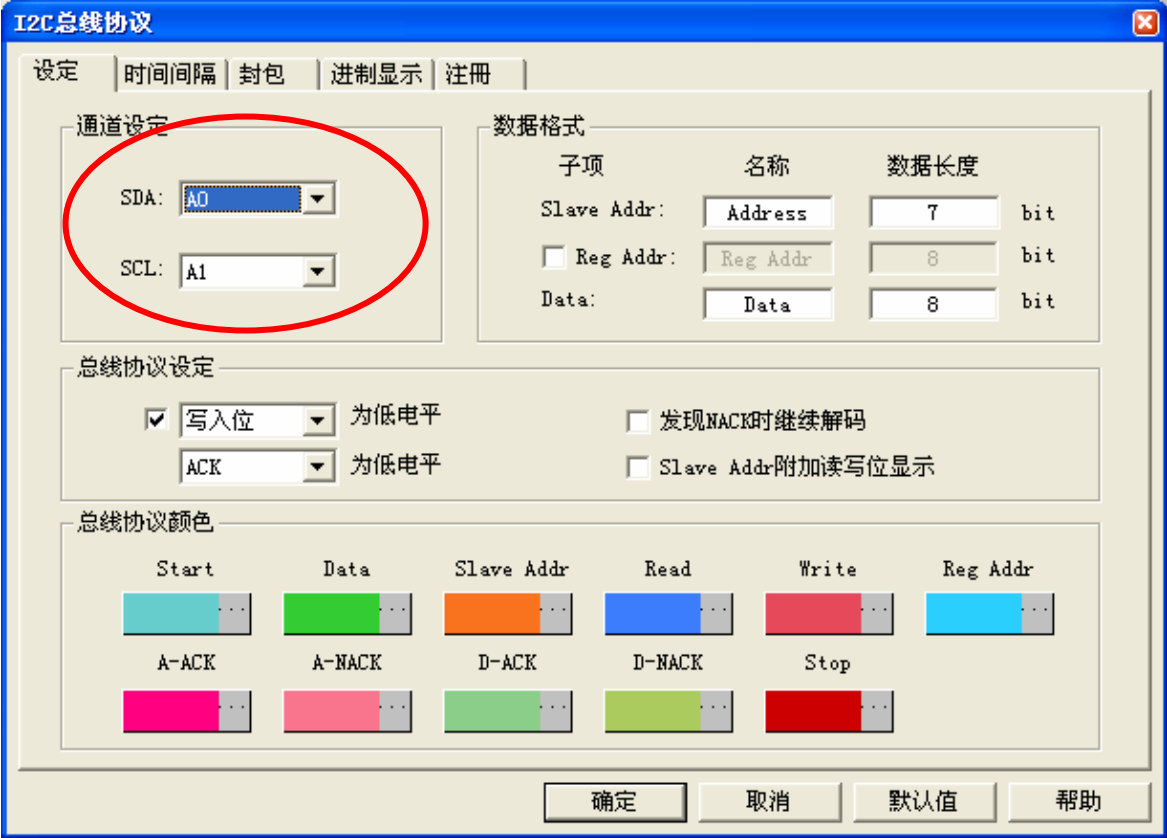 I2C总线协议
设定 时间间隔 封包 进制显示 注冊
通道设定
SDA: A0
SCL: A1
数据格式
子项 名称 数据长度
Slave Addr: Address 7 bit
Reg Addr: Reg Addr 8 bit
Data: Data 8 bit
总线协议设定
写入位 为低电平
ACK 为低电平
发现NACK时继续解码
Slave Addr附加读写位显示
总线协议颜色
Start Data Slave Addr Read Write Reg Addr
... ... ... ... ... ...
A-ACK A-NACK D-ACK D-NACK Stop
... ... ... ... ...
确定 取消 默认值 帮助